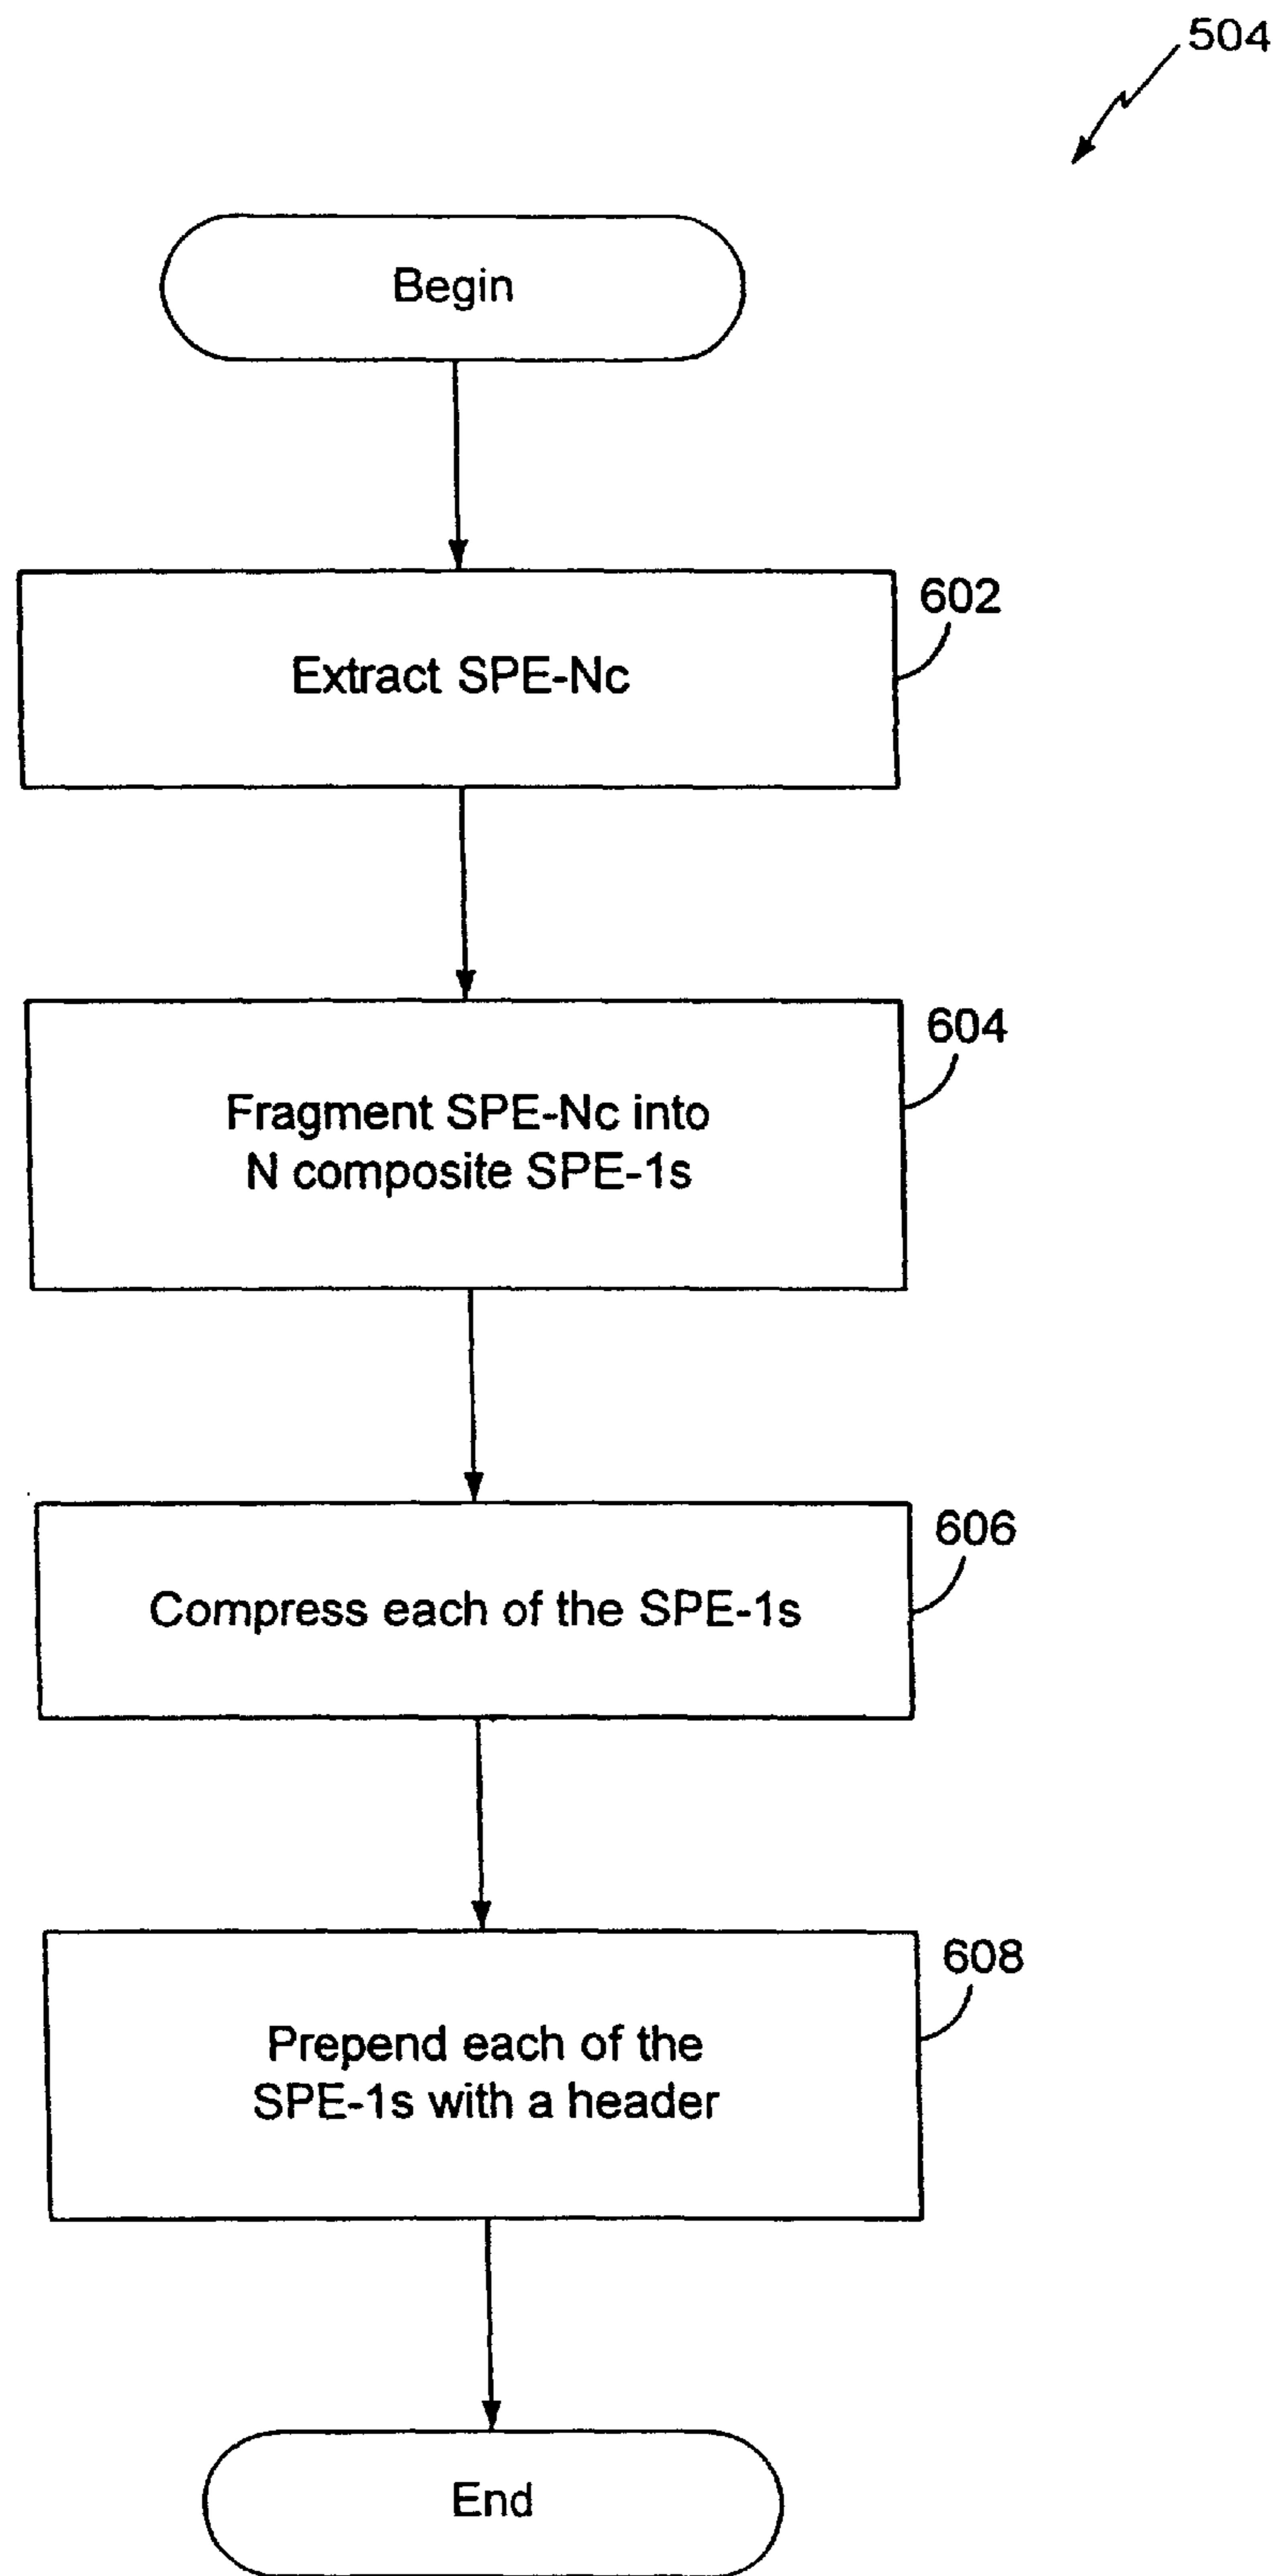 504
Begin
602
Extract SPE-Nc
604
Fragment SPE-Nc into
N composite SPE-1s
606
Compress each of the SPE-1s
608
Prepend each of the
SPE-1s with a header
End